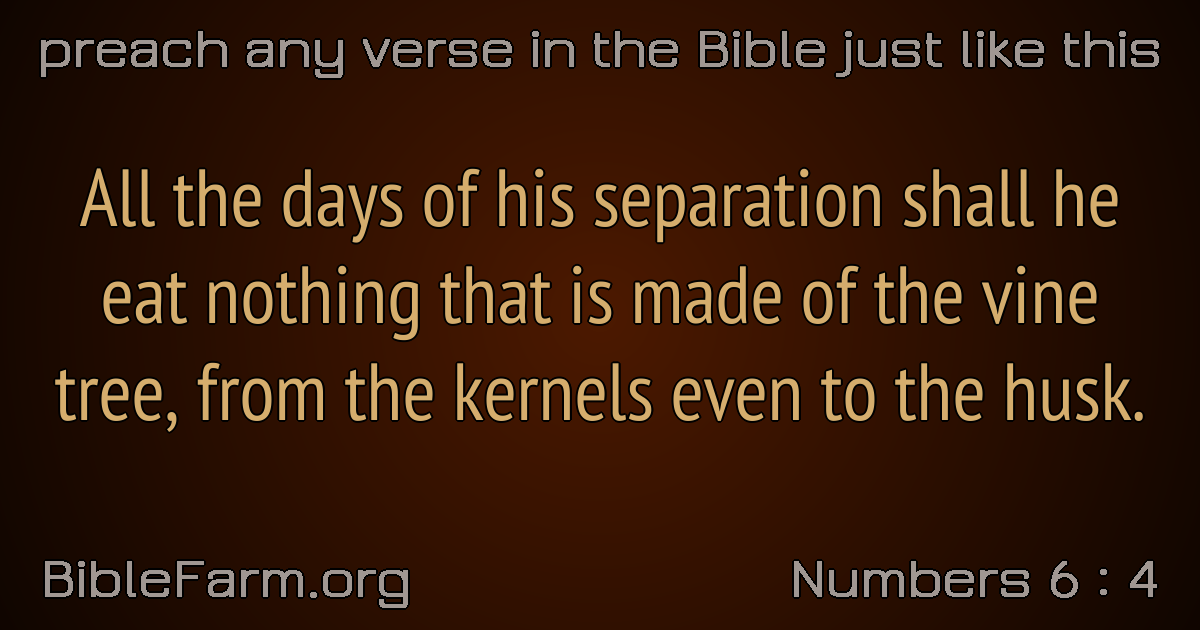 preach any verse in the Bible just like this
All the days of his separation shall he
eat nothing that is made of the vine
tree, from the kernels even to the husk.
BibleFarm.org
Numbers 6 : 4